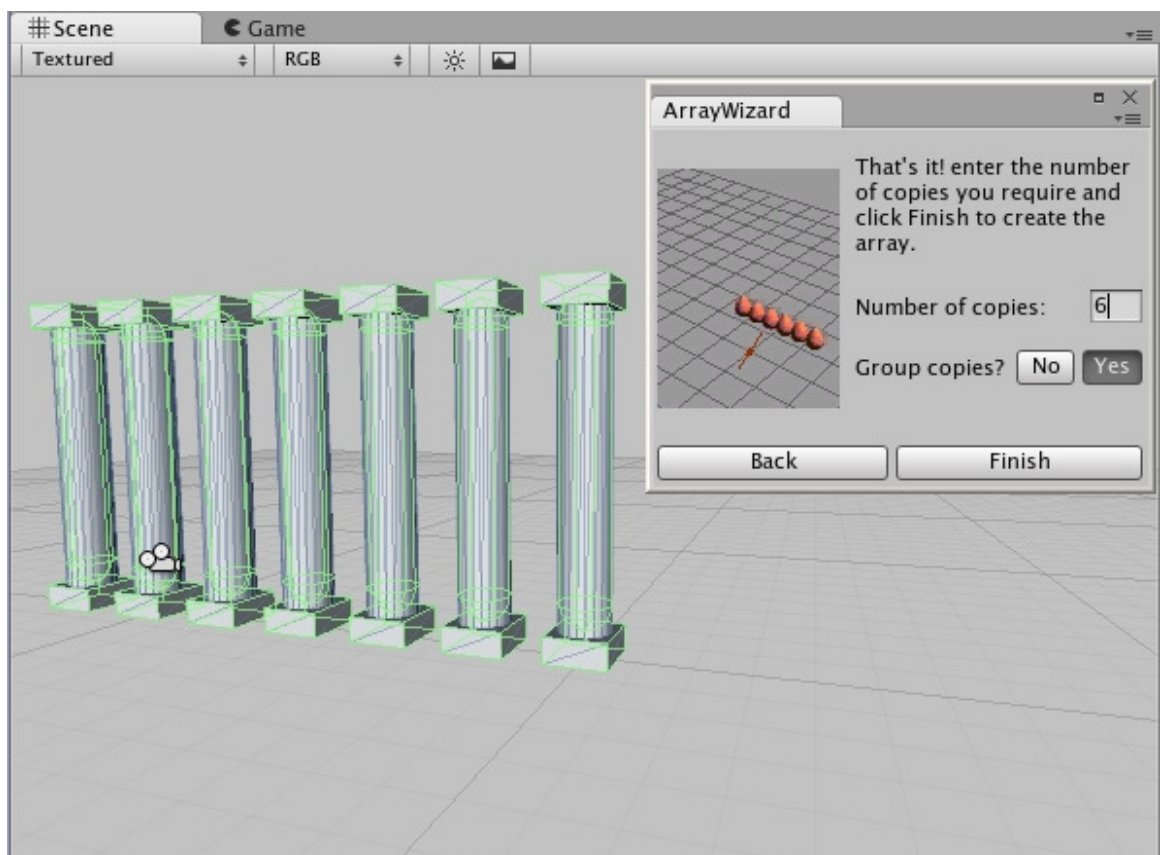 Scene
Game
Textured
RGB
ArrayWizard
That's it! enter the number
of copies you require and
click Finish to create the
array.
Number of copies: 6
Group copies? No Yes
Back Finish